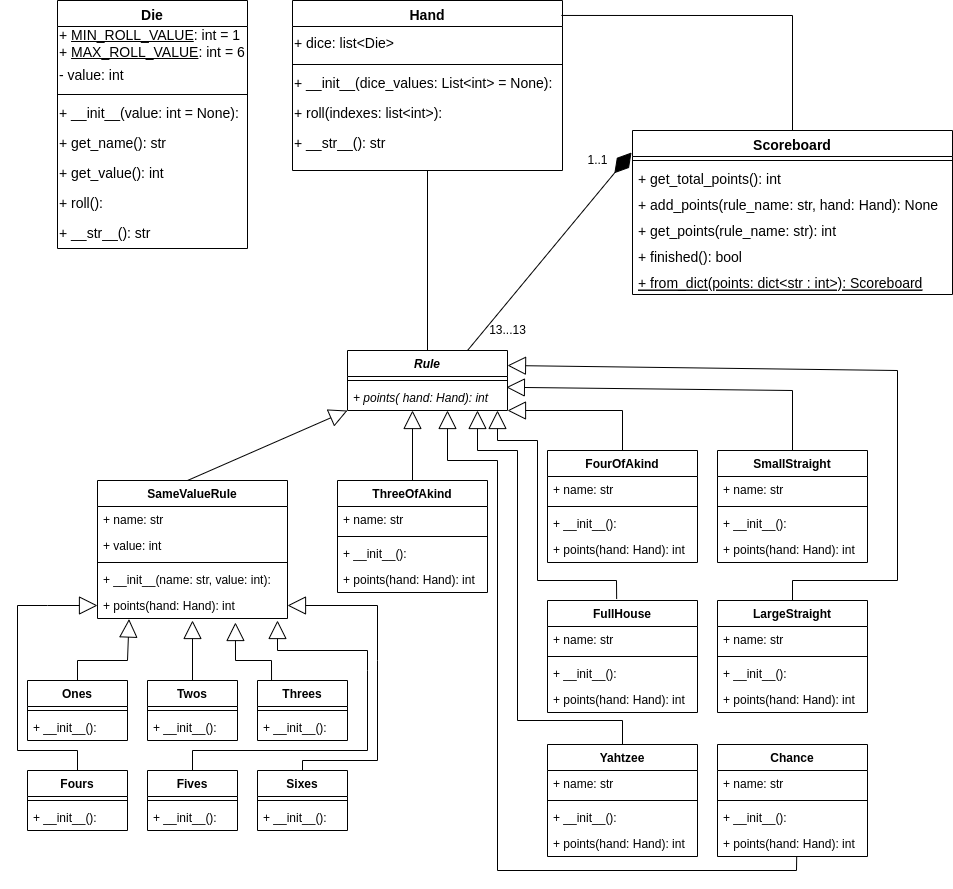 Die
+ MIN_ROLL_VALUE: int = 1
+ MAX_ROLL_VALUE: int = 6
- value: int
+ __init__(value: int = None):
+ get_name(): str
+ get_value(): int
+ roll():
+ __str__(): str
Hand
+ dice: list<Die>
+ __init__(dice_values: List<int> = None):
+ roll(indexes: list<int>):
+ __str__(): str
Scoreboard
+ get_total_points(): int
+ add_points(rule_name: str, hand: Hand): None
+ get_points(rule_name: str): int
+ finished(): bool
+ from_dict(points: dict<str : int>): Scoreboard
1..1
13...13
Rule
+ points( hand: Hand): int
SameValueRule
+ name: str
+ value: int
+ __init__(name: str, value: int):
+ points(hand: Hand): int
ThreeOfAkind
+ name: str
+ __init__():
+ points(hand: Hand): int
FourOfAkind
+ name: str
+ __init__():
+ points(hand: Hand): int
SmallStraight
+ name: str
+ __init__():
+ points(hand: Hand): int
FullHouse
+ name: str
+ __init__():
+ points(hand: Hand): int
LargeStraight
+ name: str
+ __init__():
+ points(hand: Hand): int
Ones
+ __init__():
Twos
+ __init__():
Threes
+ __init__():
Fours
+ __init__():
Fives
+ __init__():
Sixes
+ __init__():
Yahtzee
+ name: str
+ __init__():
+ points(hand: Hand): int
Chance
+ name: str
+ __init__():
+ points(hand: Hand): int